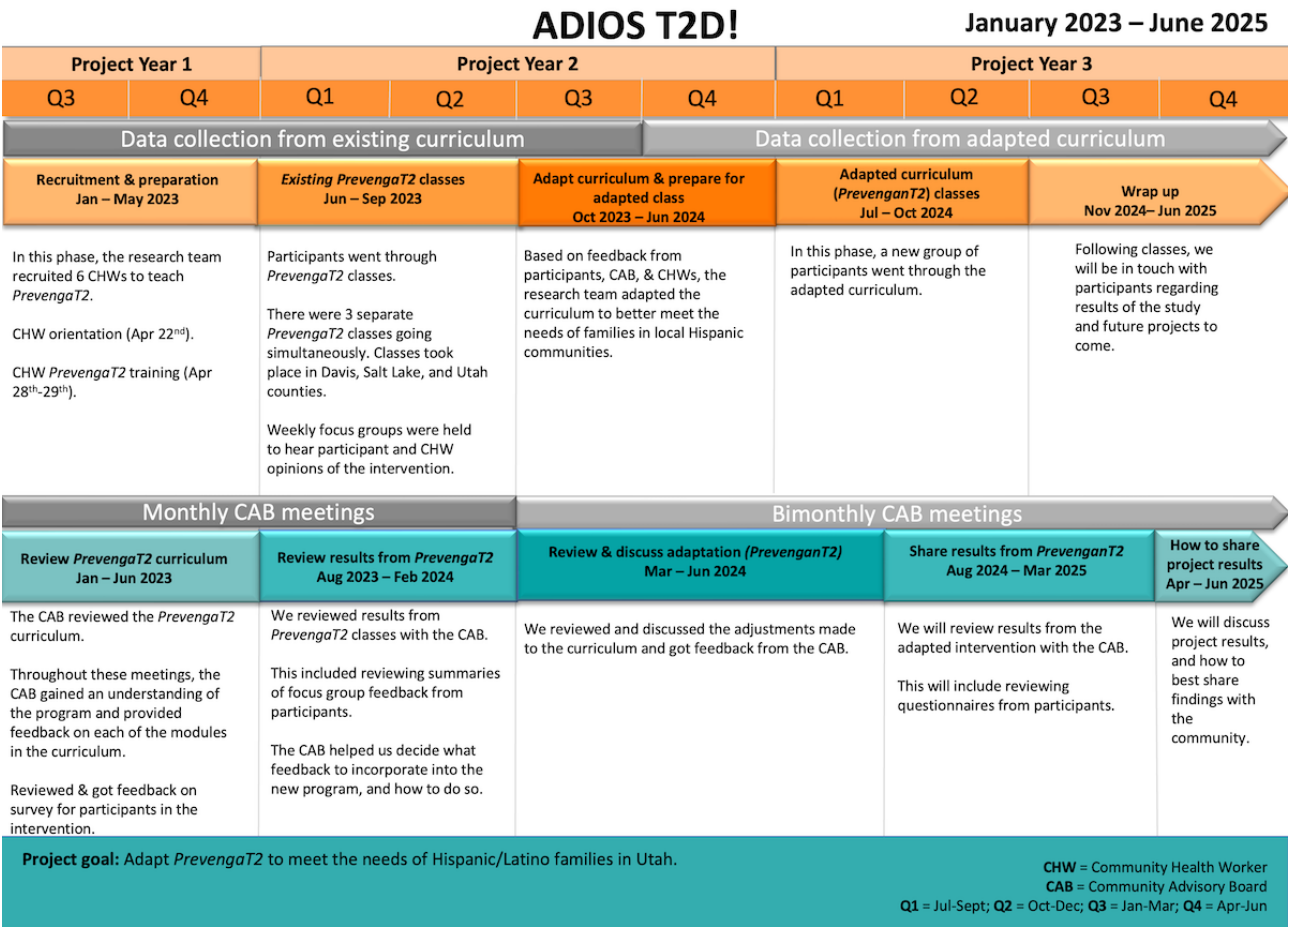 ADIOS T2D!
January 2023 – June 2025
Project Year 1
Project Year 2
Project Year 3
Q3
Q4
Q1
Q2
Q3
Q4
Q1
Q2
Q3
Q4
Data collection from existing curriculum
Data collection from adapted curriculum
Recruitment & preparation
Jan – May 2023
Existing PrevengaT2 classes
Jun – Sep 2023
Adapt curriculum & prepare for
adapted class
Oct 2023 – Jun 2024
Adapted curriculum
(PrevenganT2) classes
Jul – Oct 2024
Wrap up
Nov 2024– Jun 2025
In this phase, the research team
recruited 6 CHWs to teach
PrevengaT2.
CHW orientation (Apr 22nd).
CHW PrevengaT2 training (Apr
28th-29th).
Participants went through
PrevengaT2 classes.
There were 3 separate
PrevengaT2 classes going
simultaneously. Classes took
place in Davis, Salt Lake, and Utah
counties.
Weekly focus groups were held
to hear participant and CHW
opinions of the intervention.
Based on feedback from
participants, CAB, & CHWs, the
research team adapted the
curriculum to better meet the
needs of families in local Hispanic
communities.
In this phase, a new group of
participants went through the
adapted curriculum.
Following classes, we
will be in touch with
participants regarding
results of the study
and future projects to
come.
Monthly CAB meetings
Bimonthly CAB meetings
Review PrevengaT2 curriculum
Jan – Jun 2023
Review results from PrevengaT2
Aug 2023 – Feb 2024
Review & discuss adaptation (PrevenganT2)
Mar – Jun 2024
Share results from PrevenganT2
Aug 2024 – Mar 2025
How to share
project results
Apr – Jun 2025
The CAB reviewed the PrevengaT2
curriculum.
Throughout these meetings, the
CAB gained an understanding of
the program and provided
feedback on each of the modules
in the curriculum.
Reviewed & got feedback on
survey for participants in the
intervention.
We reviewed results from
PrevengaT2 classes with the CAB.
This included reviewing summaries
of focus group feedback from
participants.
The CAB helped us decide what
feedback to incorporate into the
new program, and how to do so.
We reviewed and discussed the adjustments made
to the curriculum and got feedback from the CAB.
We will review results from the
adapted intervention with the CAB.
This will include reviewing
questionnaires from participants.
We will discuss
project results,
and how to
best share
findings with
the
community.
Project goal: Adapt PrevengaT2 to meet the needs of Hispanic/Latino families in Utah.
CHW = Community Health Worker
CAB = Community Advisory Board
Q1 = Jul-Sept; Q2 = Oct-Dec; Q3 = Jan-Mar; Q4 = Apr-Jun